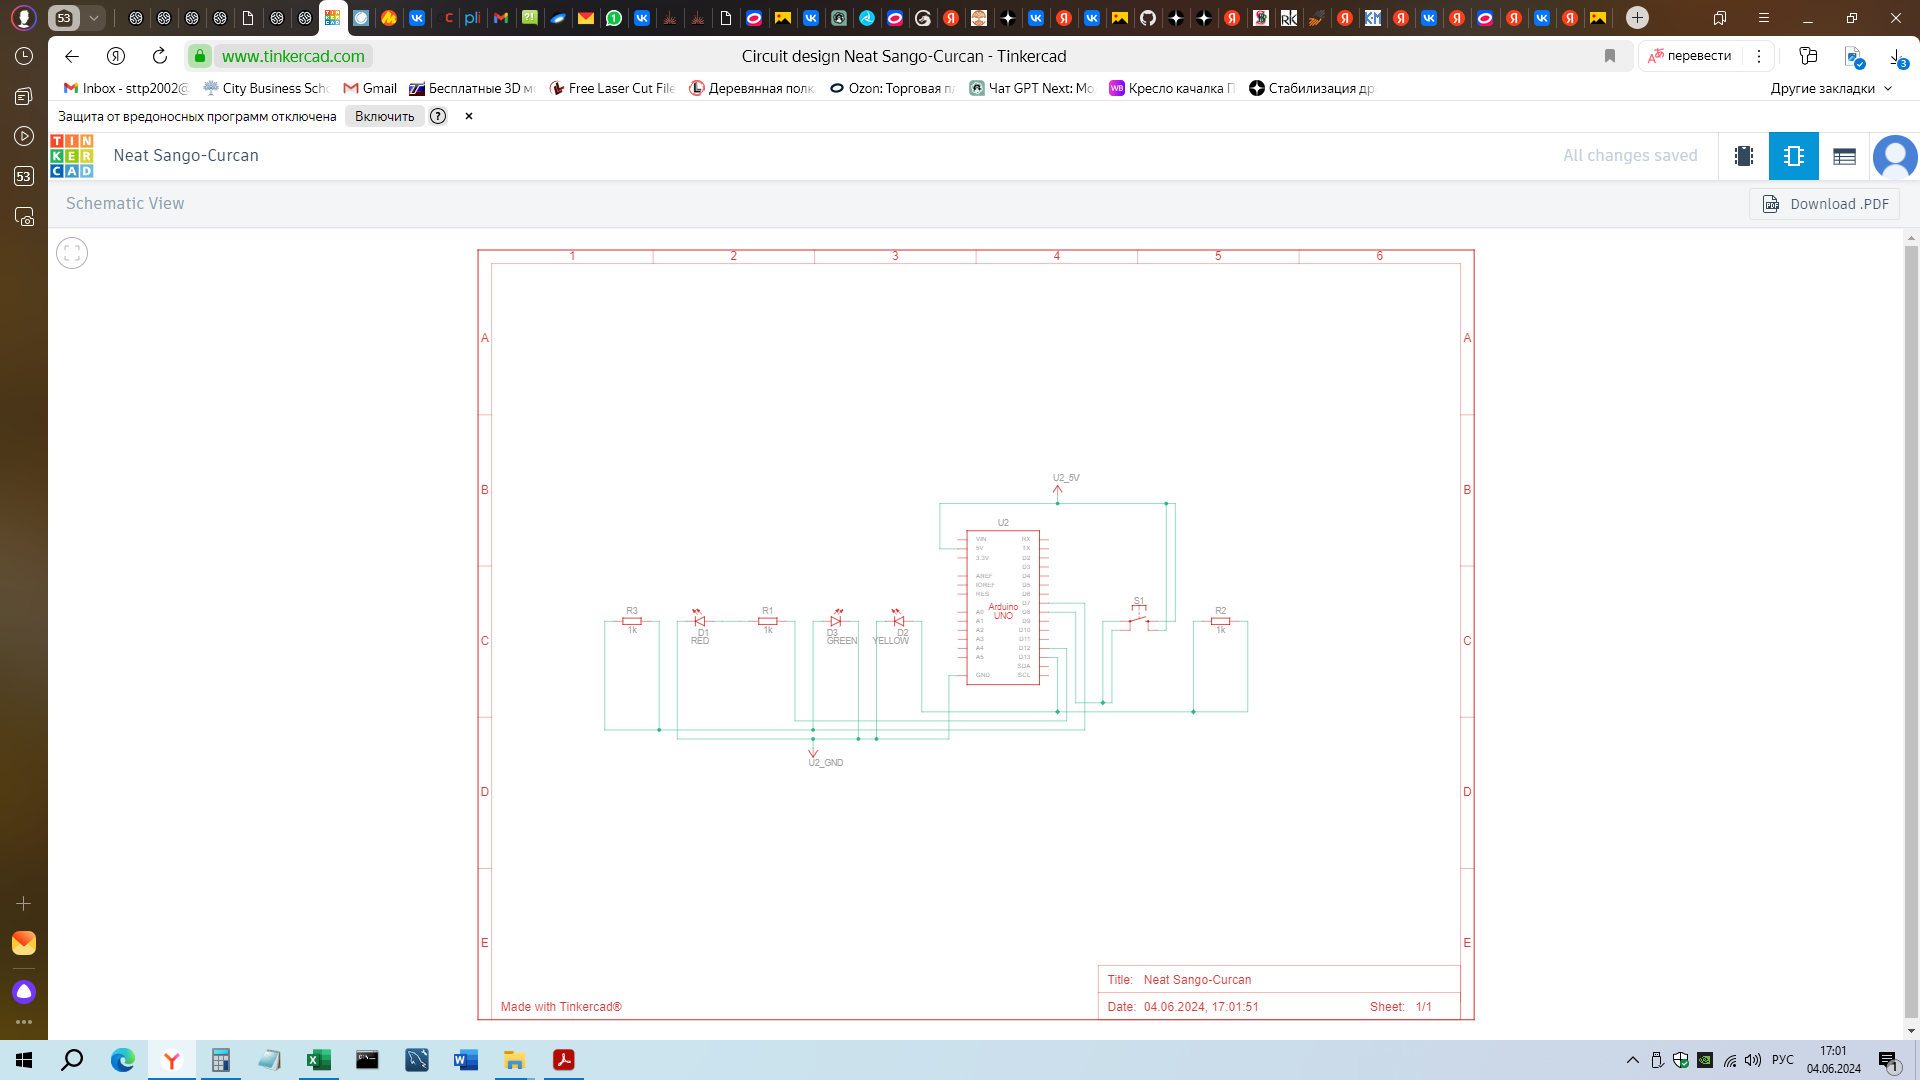 53
www.tinkercad.com
Circuit design Neat Sango-Curcan - Tinkercad
перевести
3
Inbox - sttp2002@
City Business Scho
Gmail
Бесплатные 3D м
Free Laser Cut File
Деревянная полк
Ozon: Торговая п
Чат GPT Next: Mo
Кресло качалка П
Стабилизация др
Другие закладки
Защита от вредоносных программ отключена
Включить
53
TINKERCAD
Neat Sango-Curcan
All changes saved
Schematic View
Download .PDF
1 2 3 4 5 6
A A
B B
C C
D D
E E
U2_5V
U2
VIN
5V
3.3V
AREF
IOREF
RES
A0
A1
A2
A3
A4
A5
GND
Arduino
UNO
RX
TX
D2
D3
D4
D5
D6
D7
D8
D9
D10
D11
D12
D13
SDA
SCL
R3
1k
D1
RED
R1
1k
D3
GREEN
D2
YELLOW
S1
R2
1k
U2_GND
Title: Neat Sango-Curcan
Made with Tinkercad®
Date: 04.06.2024, 17:01:51
Sheet: 1/1
РУС
17:01
04.06.2024
1